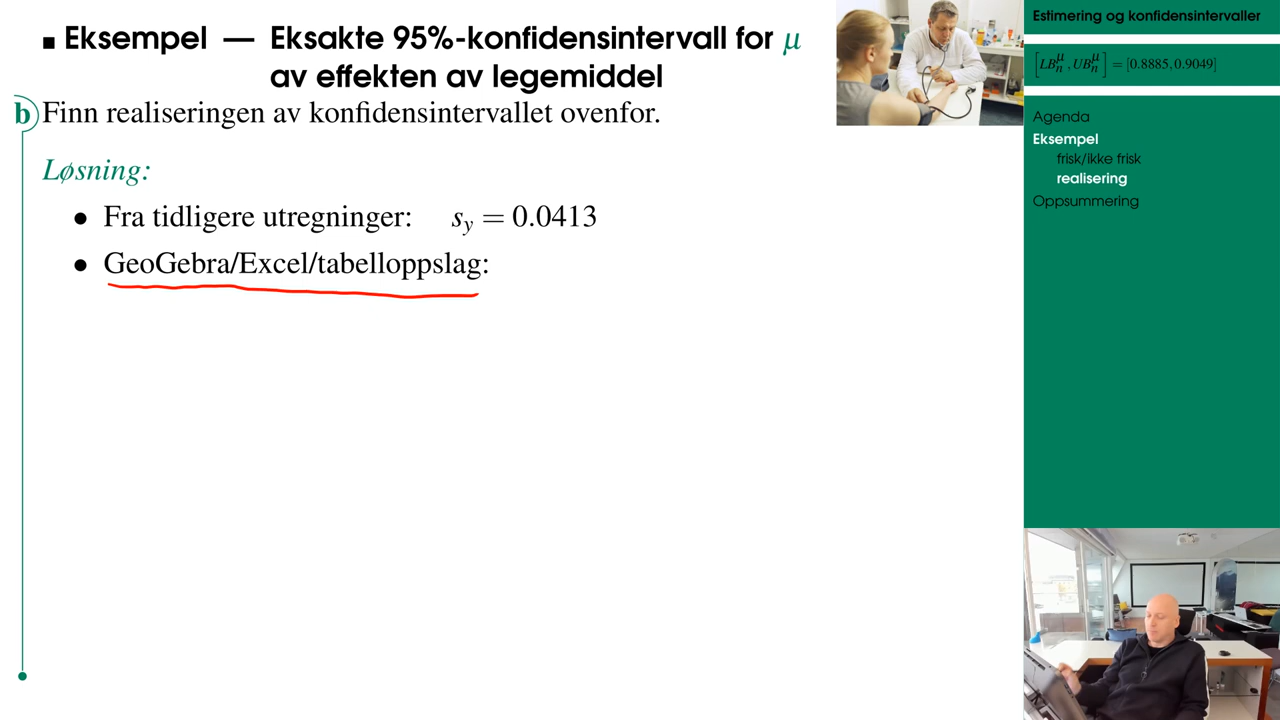 Eksempel — Eksakte 95%-konfidensintervall for μ
av effekten av legemiddel
b Finn realiseringen av konfidensintervallet ovenfor.
Løsning:
• Fra tidligere utregninger: s_y = 0.0413
• GeoGebra/Excel/tabelloppslag:
Estimering og konfidensintervaller
[LB_n^μ, UB_n^μ] = [0.8885, 0.9049]
Agenda
Eksempel
frisk/ikke frisk
realisering
Oppsummering